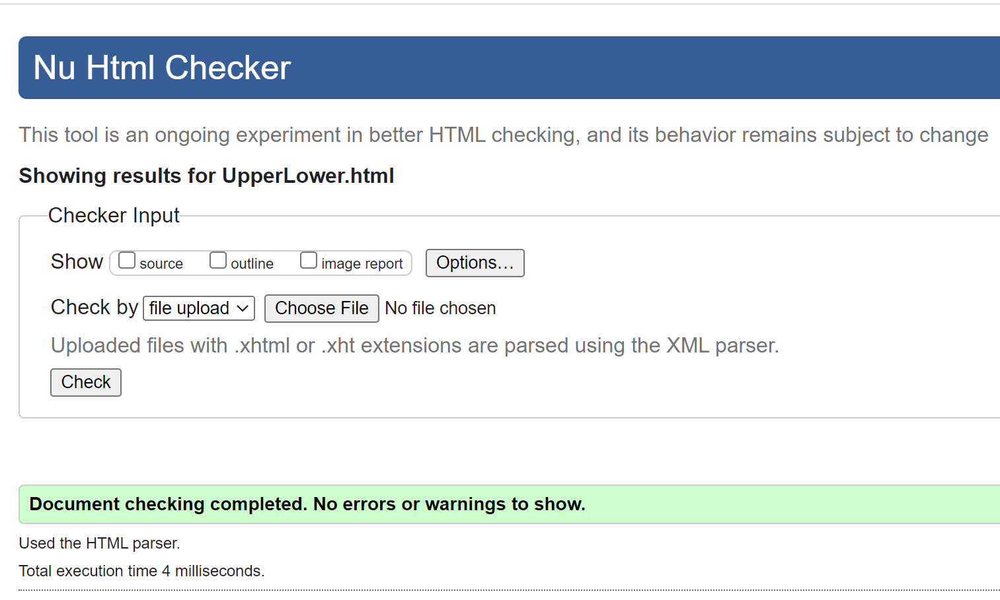 Nu Html Checker
This tool is an ongoing experiment in better HTML checking, and its behavior remains subject to change
Showing results for UpperLower.html
Checker Input
Show source outline image report Options...
Check by file upload Choose File No file chosen
Uploaded files with .xhtml or .xht extensions are parsed using the XML parser.
Check
Document checking completed. No errors or warnings to show.
Used the HTML parser.
Total execution time 4 milliseconds.